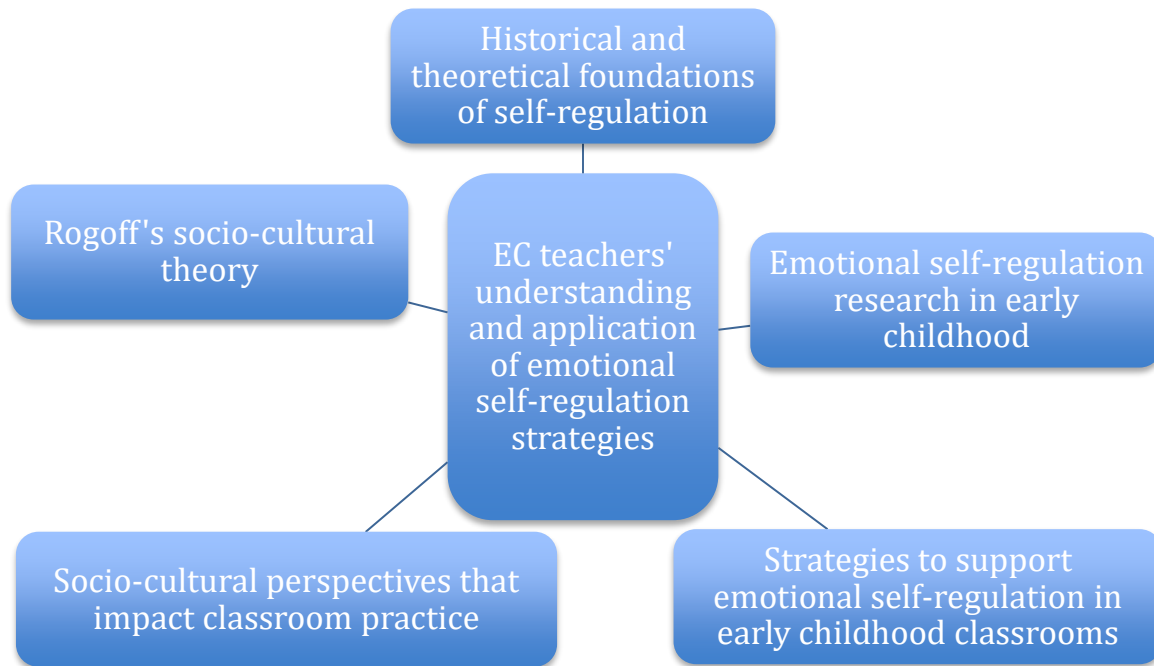 Historical and
theoretical foundations
of self-regulation
Rogoff's socio-cultural
theory
EC teachers'
understanding
and application
of emotional
self-regulation
strategies
Emotional self-regulation
research in early
childhood
Socio-cultural perspectives that
impact classroom practice
Strategies to support
emotional self-regulation in
early childhood classrooms